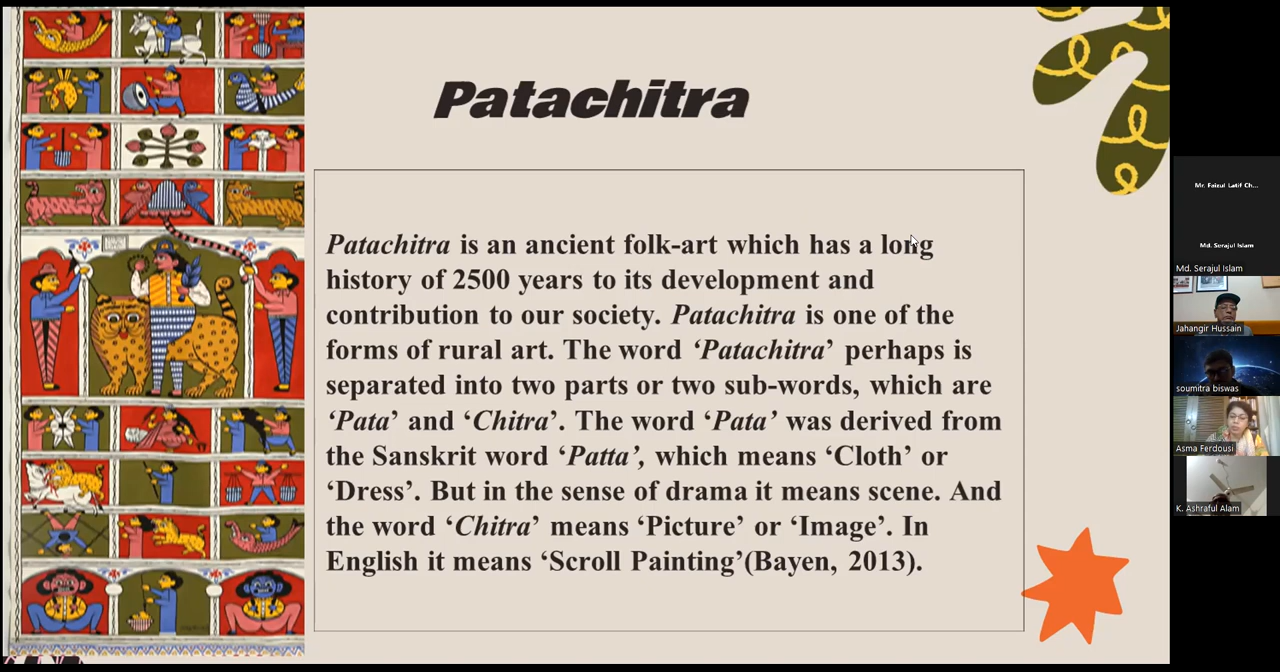 Patachitra
Patachitra is an ancient folk-art which has a long
history of 2500 years to its development and
contribution to our society. Patachitra is one of the
forms of rural art. The word ‘Patachitra’ perhaps is
separated into two parts or two sub-words, which are
‘Pata’ and ‘Chitra’. The word ‘Pata’ was derived from
the Sanskrit word ‘Patta’, which means ‘Cloth’ or
‘Dress’. But in the sense of drama it means scene. And
the word ‘Chitra’ means ‘Picture’ or ‘Image’. In
English it means ‘Scroll Painting’(Bayen, 2013).
Mr. Faizul Latif Ch...
Md. Serajul Islam
Md. Serajul Islam
Jahangir Hussain
soumitra biswas
Asma Ferdousi
K. Ashraful Alam